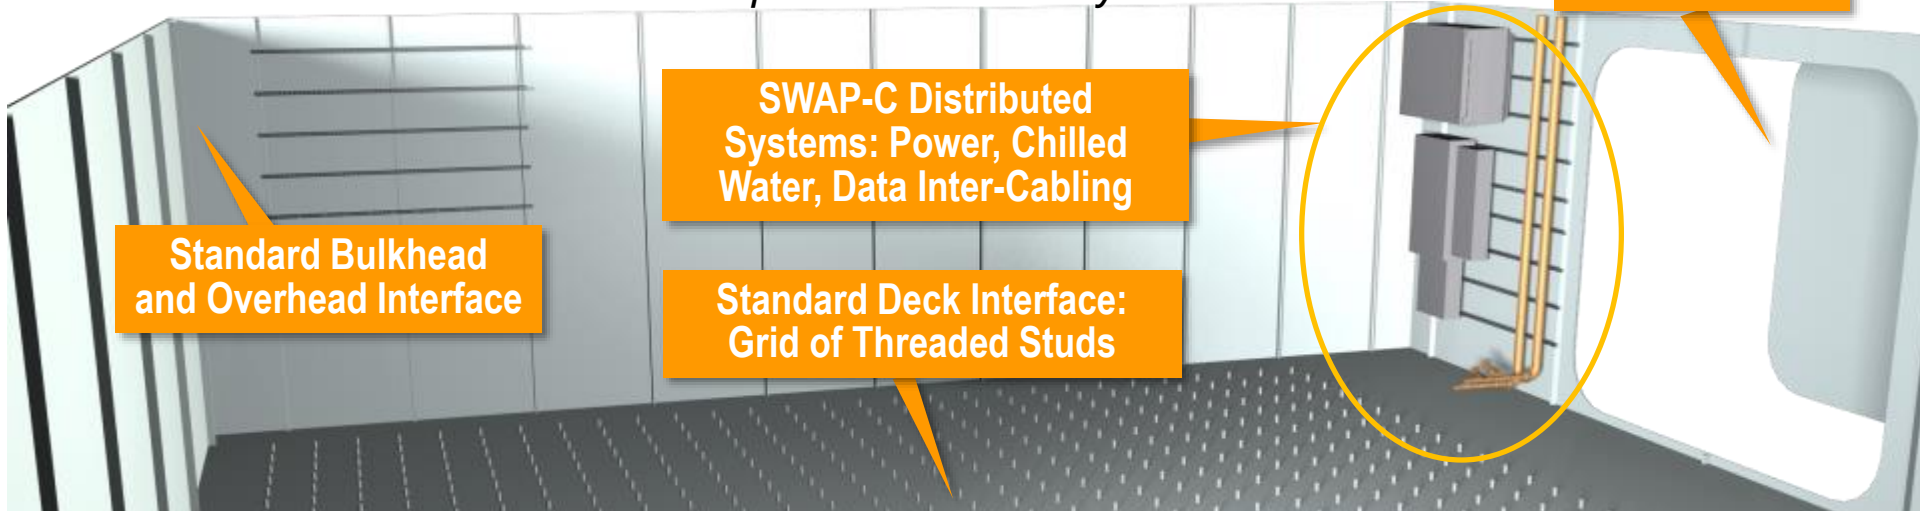 SWAP-C Distributed
Systems: Power, Chilled
Water, Data Inter-Cabling
Standard Bulkhead
and Overhead Interface
Standard Deck Interface:
Grid of Threaded Studs